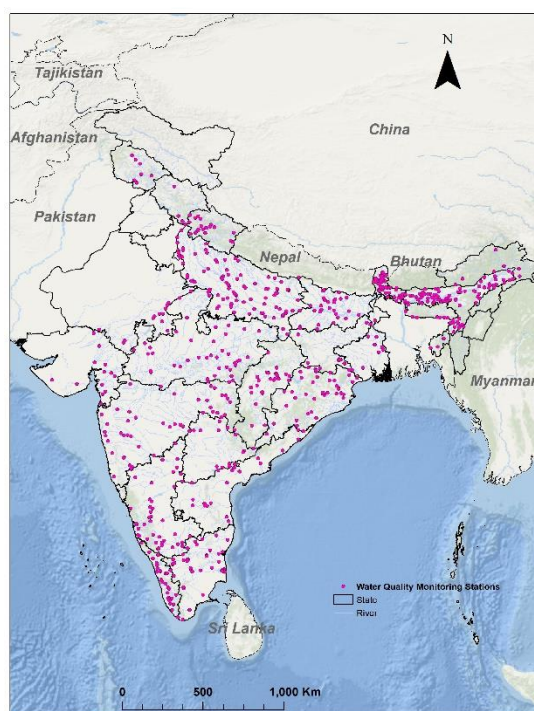 N
Tajikistan
Afghanistan
China
Pakistan
Nepal
Bhutan
Myanmar
Water Quality Monitoring Stations
State
River
Sri Lanka
0 500 1,000 Km